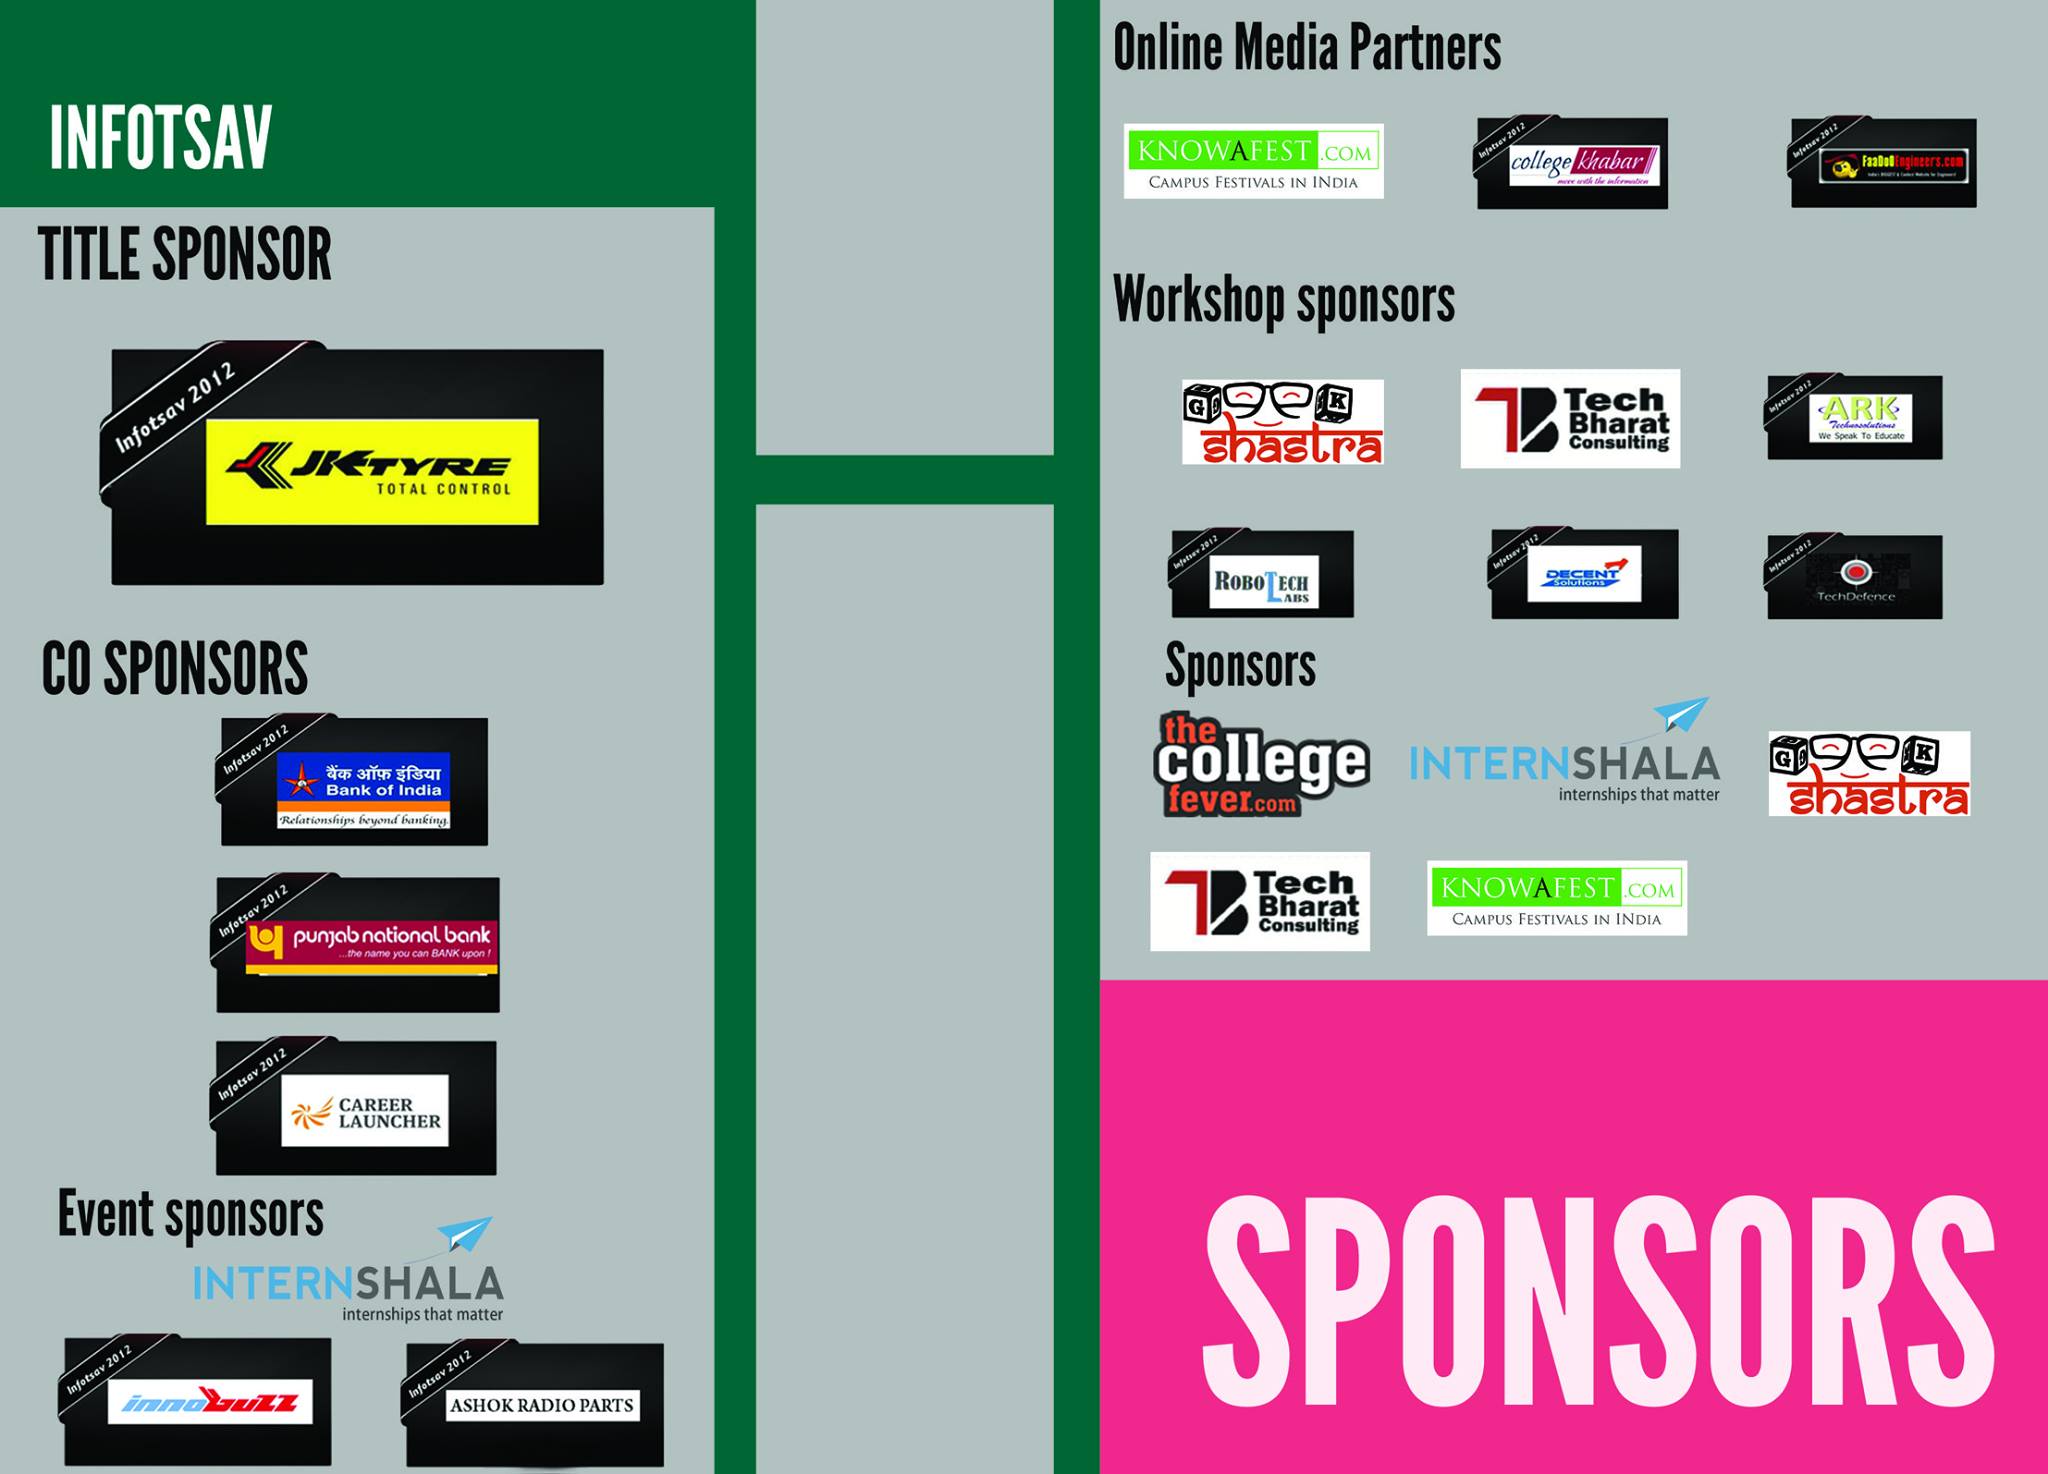 INFOTSAV
TITLE SPONSOR
Infotsav 2012
JK TYRE
TOTAL CONTROL
CO SPONSORS
Infotsav 2012
बैंक ऑफ़ इंडिया
Bank of India
Relationships beyond banking.
Infotsav 2012
punjab national bank
...the name you can BANK upon !
Infotsav 2012
CAREER
LAUNCHER
Event sponsors
INTERNSHALA
internships that matter
Infotsav 2012
innobuzz
Infotsav 2012
ASHOK RADIO PARTS
Online Media Partners
KNOWAFEST.COM
CAMPUS FESTIVALS IN INDIA
Infotsav 2012
college khabar
move with the information
Infotsav 2012
FaaDoOEngineers.com
Workshop sponsors
G K
shastra
Tech
Bharat
Consulting
Infotsav 2012
ARK
Technosolutions
We Speak To Educate
Infotsav 2012
ROBOTECH
LABS
Infotsav 2012
DECENT
Solutions
Infotsav 2012
TechDefence
Sponsors
the
college
fever.com
INTERNSHALA
internships that matter
G K
shastra
Tech
Bharat
Consulting
KNOWAFEST.COM
CAMPUS FESTIVALS IN INDIA
SPONSORS